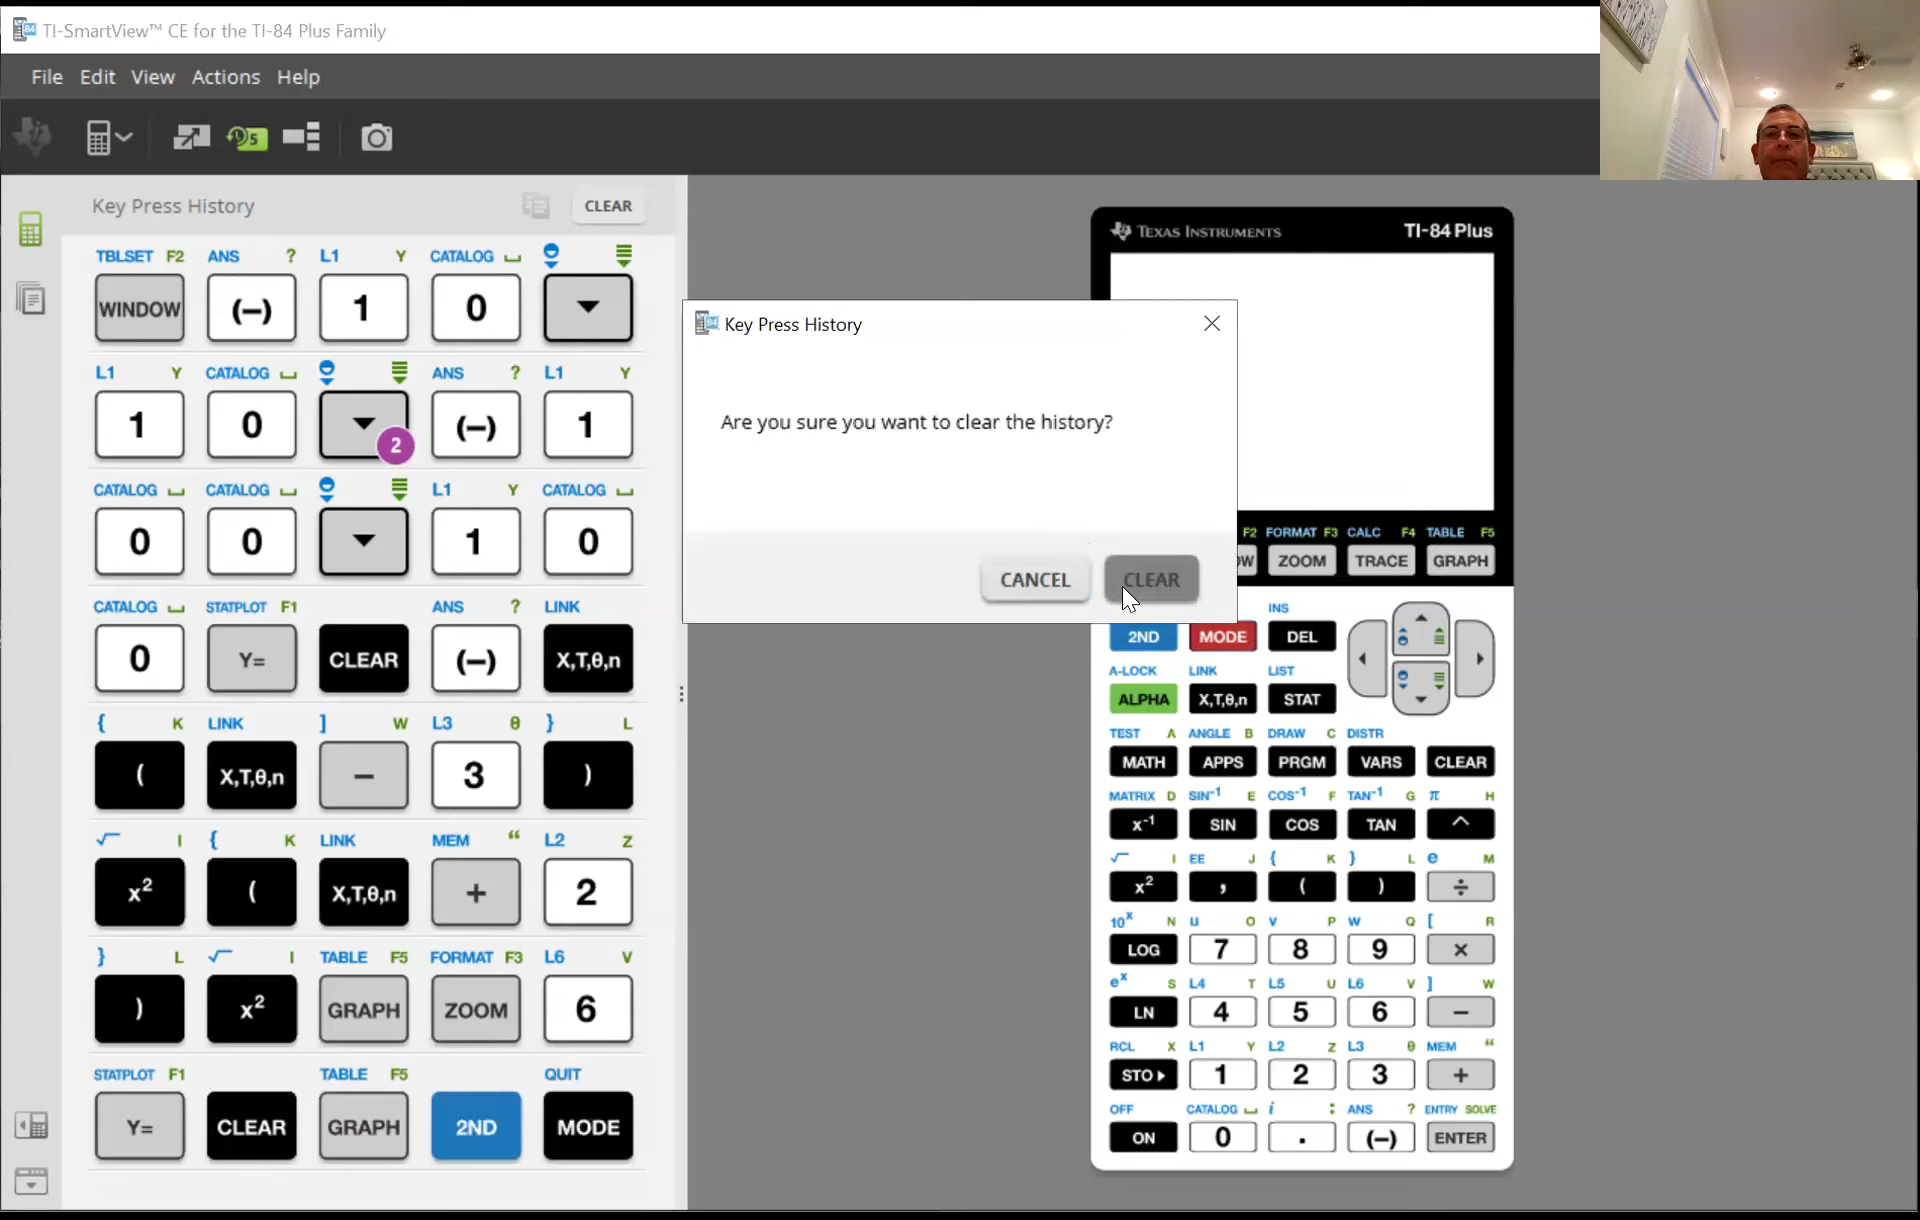 TI-SmartView™ CE for the TI-84 Plus Family
File Edit View Actions Help
5
Key Press History
CLEAR
TBLSET F2 ANS ? L1 Y CATALOG
WINDOW (–) 1 0
L1 Y CATALOG ANS ? L1 Y
1 0 2 (–) 1
CATALOG CATALOG L1 Y CATALOG
0 0 1 0
CATALOG STATPLOT F1 ANS ? LINK
0 Y= CLEAR (–) X,T,θ,n
{ K LINK ] W L3 θ } L
( X,T,θ,n – 3 )
√ I { K LINK MEM “ L2 Z
x² ( X,T,θ,n + 2
} L √ I TABLE F5 FORMAT F3 L6 V
) x² GRAPH ZOOM 6
STATPLOT F1 TABLE F5 QUIT
Y= CLEAR GRAPH 2ND MODE
Key Press History
Are you sure you want to clear the history?
CANCEL CLEAR
TEXAS INSTRUMENTS TI-84 Plus
F2 FORMAT F3 CALC F4 TABLE F5
W ZOOM TRACE GRAPH
INS
2ND MODE DEL
A-LOCK LINK LIST
ALPHA X,T,θ,n STAT
TEST A ANGLE B DRAW C DISTR
MATH APPS PRGM VARS CLEAR
MATRIX D SIN⁻¹ E COS⁻¹ F TAN⁻¹ G π H
x⁻¹ SIN COS TAN ^
√ I EE J { K } L e M
x² , ( ) ÷
10ˣ N u O v P w Q [ R
LOG 7 8 9 ×
eˣ S L4 T L5 U L6 V ] W
LN 4 5 6 –
RCL X L1 Y L2 Z L3 θ MEM “
STO▸ 1 2 3 +
OFF CATALOG i : ANS ? ENTRY SOLVE
ON 0 . (–) ENTER